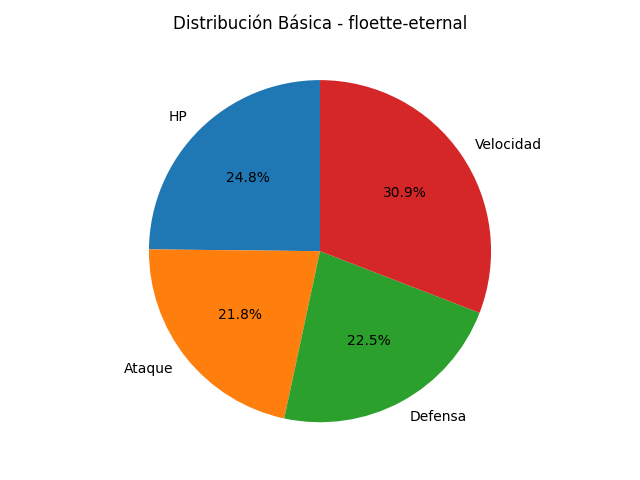 Distribución Básica - floette-eternal
HP
Velocidad
24.8%
30.9%
21.8%
22.5%
Ataque
Defensa